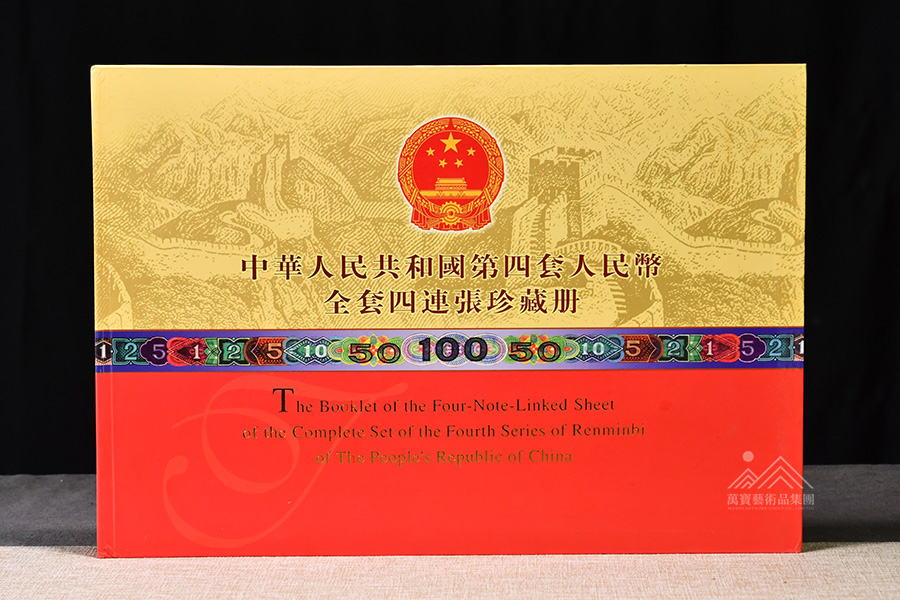 中華人民共和國第四套人民幣
全套四連張珍藏册
1 2 5 1 2 5 10 50 100 50 10 5 2 1 5 2 1
The Booklet of the Four-Note-Linked Sheet
of the Complete Set of the Fourth Series of Renminbi
of The People's Republic of China
萬寶藝術品集團